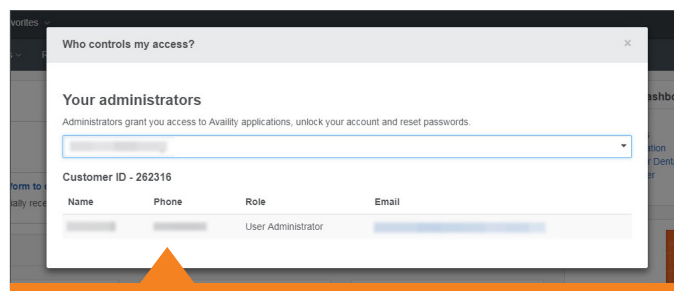 vorites
Who controls my access? ×
Your administrators
Administrators grant you access to Availity applications, unlock your account and reset passwords.
Customer ID - 262316
Name Phone Role Email
User Administrator
form to
ally rece
ashbo
ation
r Dent
er